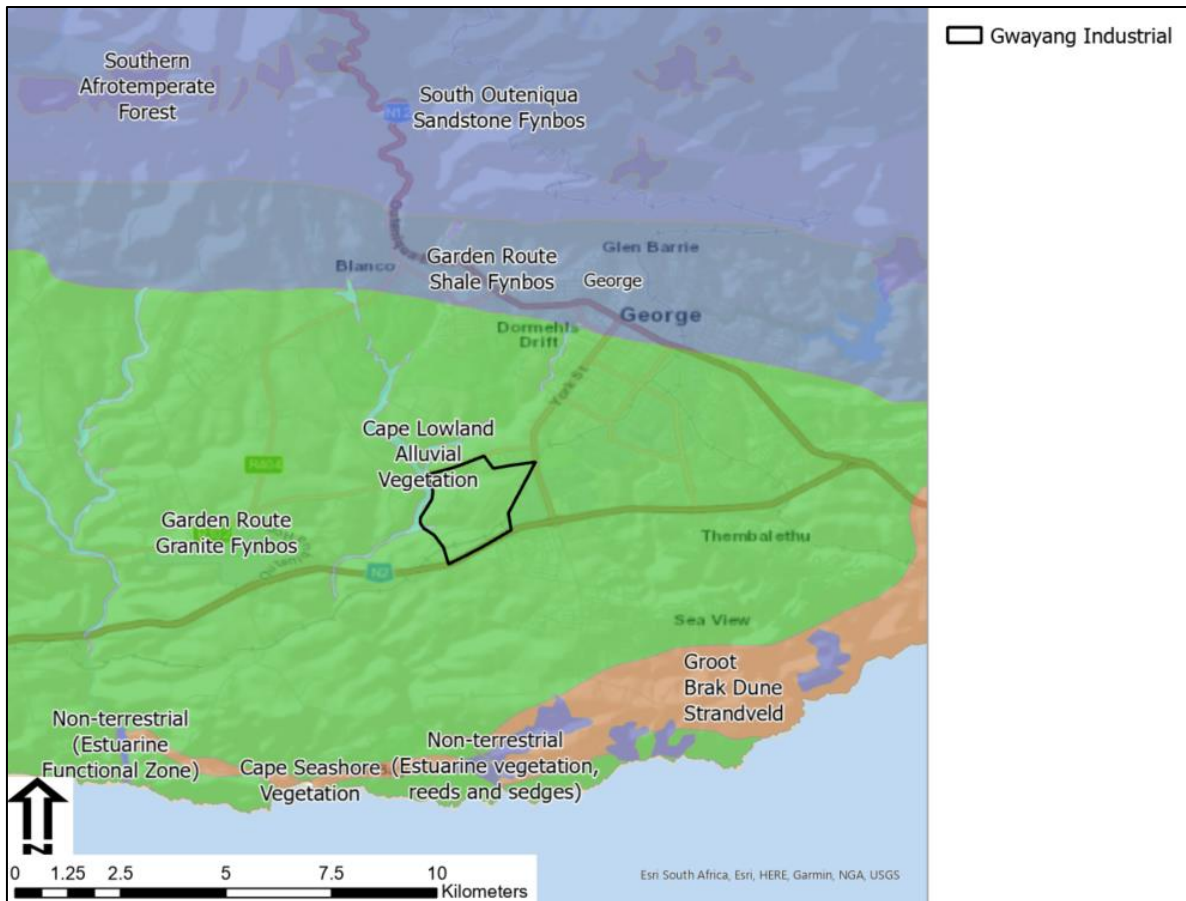 Gwayang Industrial
Southern
Afrotemperate
Forest
South Outeniqua
Sandstone Fynbos
N12
Outeniqua
Glen Barrie
Garden Route
Shale Fynbos
Blanco
George
George
Dormehls
Drift
York St
Cape Lowland
Alluvial
Vegetation
R404
Garden Route
Granite Fynbos
Thembalethu
N2
Sea View
Groot
Brak Dune
Strandveld
Non-terrestrial
(Estuarine
Functional Zone)
Non-terrestrial
(Estuarine vegetation,
reeds and sedges)
Cape Seashore
Vegetation
N
0 1.25 2.5 5 7.5 10
Kilometers
Esri South Africa, Esri, HERE, Garmin, NGA, USGS